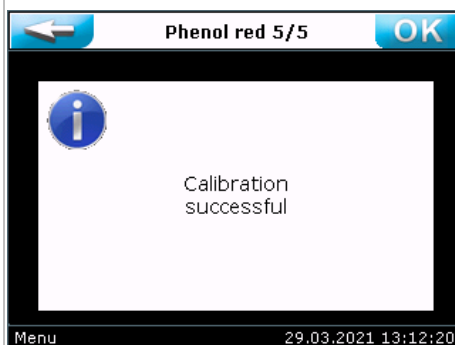 Phenol red 5/5
OK
Calibration
successful
Menu
29.03.2021 13:12:20